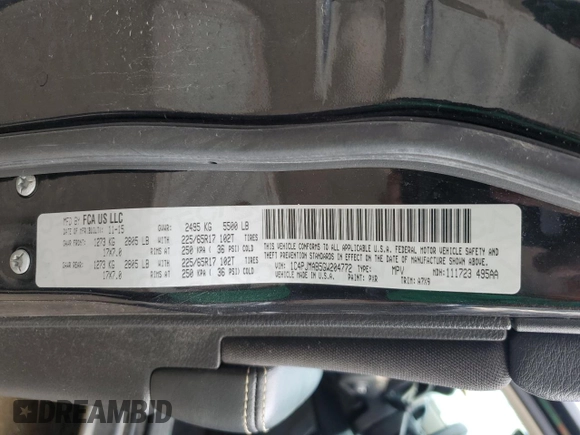 MFD BY FCA US LLC
DATE OF MFR 11-15 GVWR: 2495 KG 5500 LB
GAWR FRONT: 1273 KG 2805 LB WITH 225/65R17 102T TIRES
17X7.0 RIMS AT 250 KPA ( 36 PSI) COLD
GAWR REAR: 1273 KG 2805 LB WITH 225/65R17 102T TIRES
17X7.0 RIMS AT 250 KPA ( 36 PSI) COLD
THIS VEHICLE CONFORMS TO ALL APPLICABLE U.S.A. FEDERAL MOTOR VEHICLE SAFETY AND
THEFT PREVENTION STANDARDS IN EFFECT ON THE DATE OF MANUFACTURE SHOWN ABOVE.
VIN: 1C4PJMAB5GW204772 TYPE: MPV MDH: 111723 495AA
VEHICLE MADE IN U.S.A. PAINT: PXR TRIM: A7X9
DREAMBID